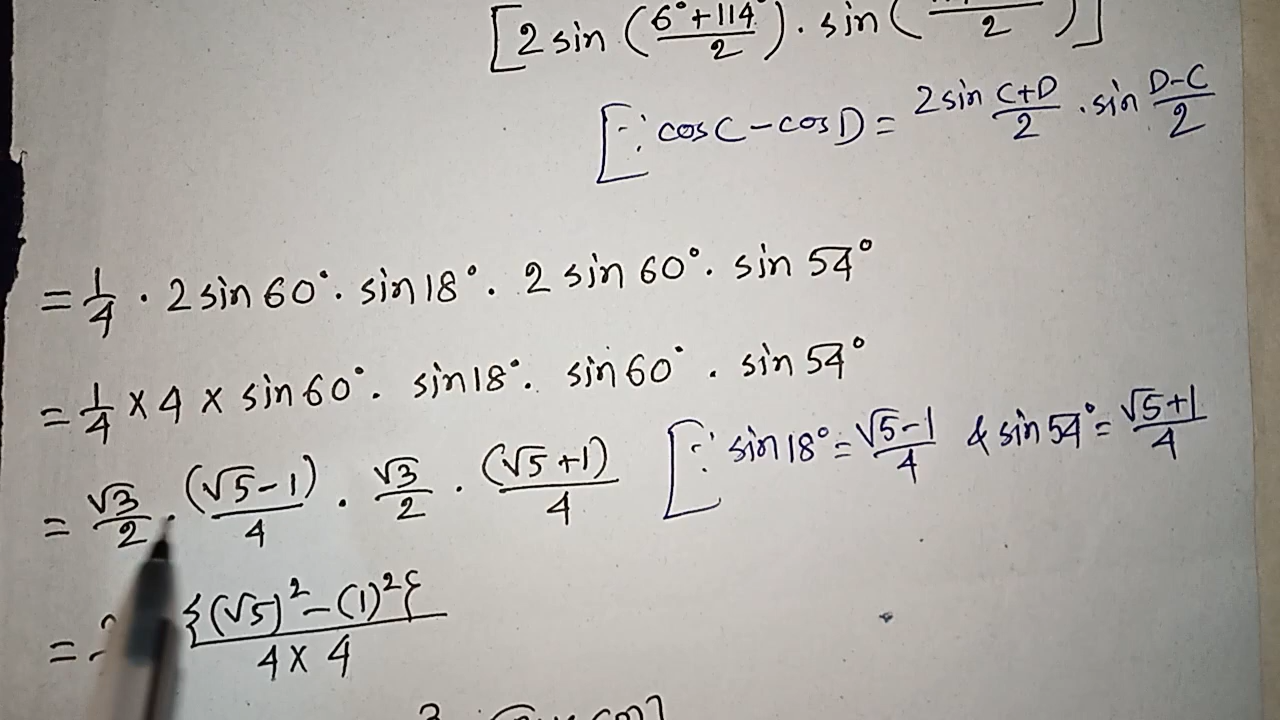 [2 sin (6°+114°/2) . sin ( /2)]
[∵ cos C - cos D = 2 sin C+D/2 . sin D-C/2
= 1/4 . 2 sin 60° . sin 18° . 2 sin 60° . sin 54°
= 1/4 × 4 × sin 60° . sin 18° . sin 60° . sin 54°
= √3/2 . (√5-1)/4 . √3/2 . (√5+1)/4 [∵ sin 18° = √5-1/4 & sin 54° = √5+1/4
= {(√5)² - (1)²}/4×4